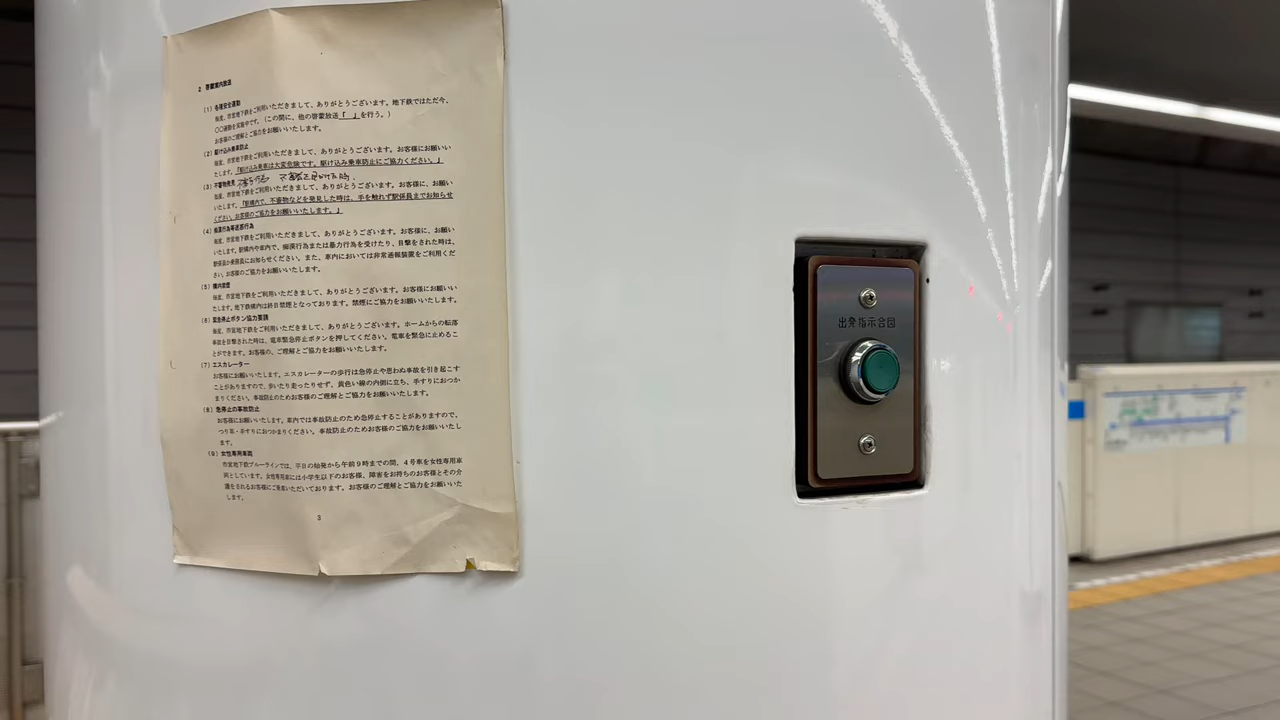 2 啓蒙案内放送
(1) 各種安全運動
毎度、市営地下鉄をご利用いただきまして、ありがとうございます。地下鉄ではただ今、
〇〇運動を実施中です。（この間に、他の啓蒙放送「 」を行う。）
お客様のご理解とご協力をお願いいたします。
(2) 駆け込み乗車防止
毎度、市営地下鉄をご利用いただきまして、ありがとうございます。お客様にお願いい
たします。「駆け込み乗車は大変危険です。駆け込み乗車防止にご協力ください。」
(3) 不審物発見
毎度、市営地下鉄をご利用いただきまして、ありがとうございます。お客様に、お願い
いたします。「駅構内で、不審物などを発見した時は、手を触れず駅係員までお知らせ
ください。お客様のご協力をお願いいたします。」
(4) 痴漢行為等迷惑行為
毎度、市営地下鉄をご利用いただきまして、ありがとうございます。お客様に、お願い
いたします。駅構内や車内で、痴漢行為または暴力行為を受けたり、目撃をされた時は、
駅係員か乗務員にお知らせください。また、車内においては非常通報装置をご利用くだ
さい。お客様のご協力をお願いいたします。
(5) 構内禁煙
毎度、市営地下鉄をご利用いただきまして、ありがとうございます。お客様にお願いい
たします。地下鉄構内は終日禁煙となっております。禁煙にご協力をお願いいたします。
(6) 緊急停止ボタン協力要請
毎度、市営地下鉄をご利用いただきまして、ありがとうございます。ホームからの転落
事故を目撃された時は、電車緊急停止ボタンを押してください。電車を緊急に止めるこ
とができます。お客様の、ご理解とご協力をお願いいたします。
(7) エスカレーター
お客様にお願いいたします。エスカレーターの歩行は急停止や思わぬ事故を引き起こす
ことがありますので、歩いたり走ったりせず、黄色い線の内側に立ち、手すりにおつか
まりください。事故防止のためお客様のご理解とご協力をお願いいたします。
(8) 急停止の事故防止
お客様にお願いいたします。車内では事故防止のため急停止することがありますので、
つり革・手すりにおつかまりください。事故防止のためお客様のご協力をお願いいたし
ます。
(9) 女性専用車両
市営地下鉄ブルーラインでは、平日の始発から午前9時までの間、4号車を女性専用車
両としています。女性専用車には小学生以下のお客様、障害をお持ちのお客様とその介
護をされるお客様にご乗車いただいております。お客様のご理解とご協力をお願いいた
します。
3
出発指示合図